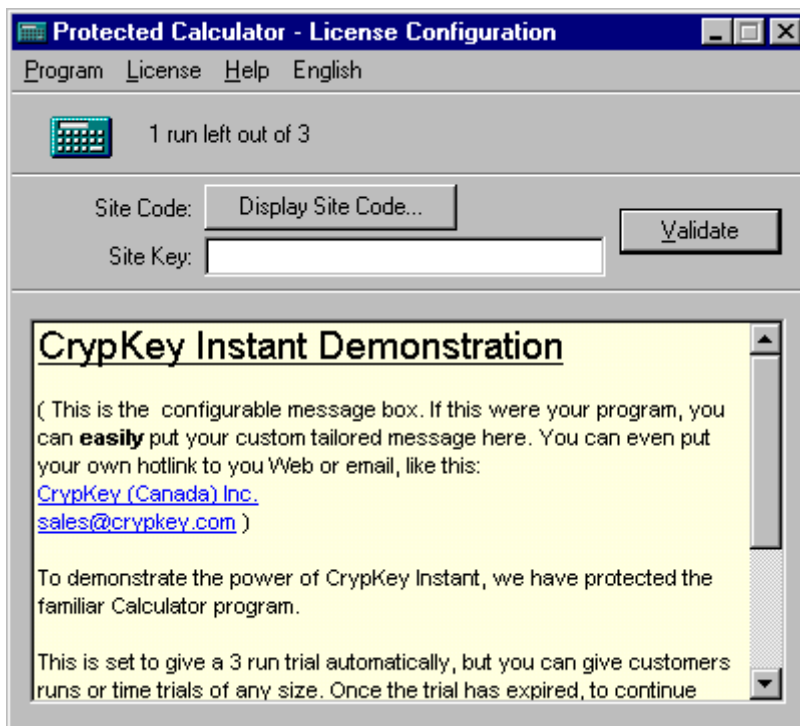 Protected Calculator - License Configuration
Program License Help English
1 run left out of 3
Site Code: Display Site Code...
Validate
Site Key:
CrypKey Instant Demonstration
( This is the configurable message box. If this were your program, you
can easily put your custom tailored message here. You can even put
your own hotlink to you Web or email, like this:
CrypKey (Canada) Inc.
sales@crypkey.com )
To demonstrate the power of CrypKey Instant, we have protected the
familiar Calculator program.
This is set to give a 3 run trial automatically, but you can give customers
runs or time trials of any size. Once the trial has expired, to continue